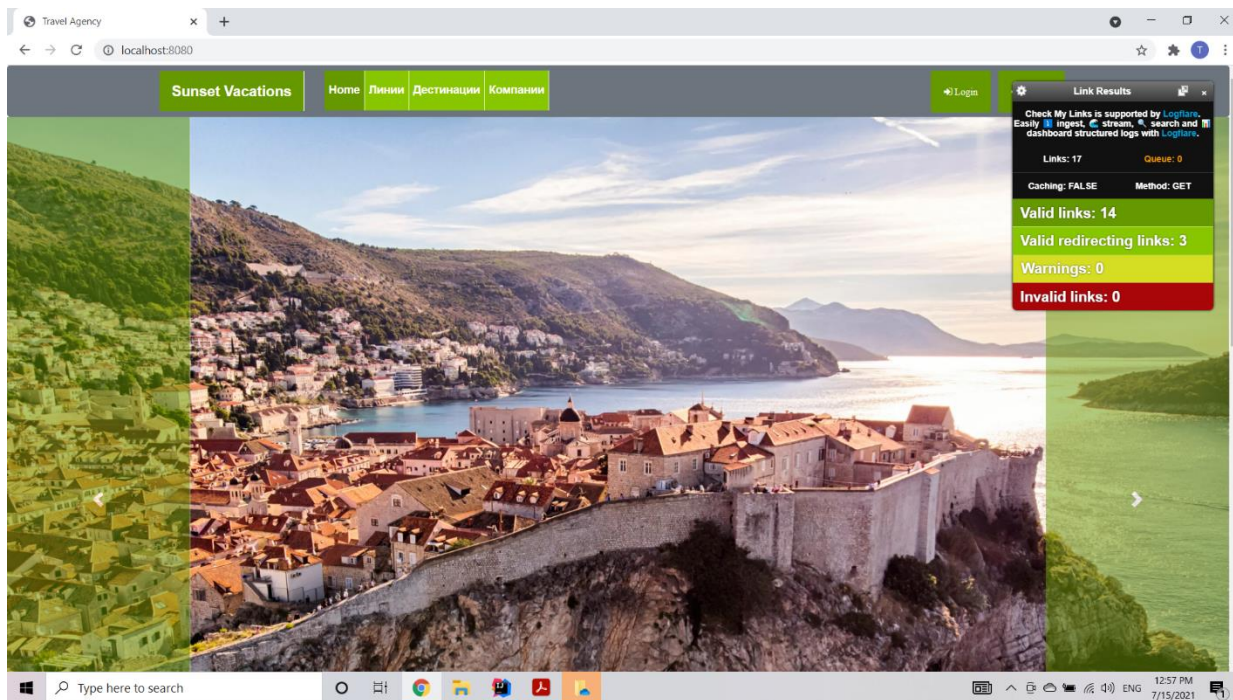 Travel Agency
localhost:8080
T
Sunset Vacations
Home Линии Дестинации Компании
Login
Link Results
Check My Links is supported by Logflare.
Easily ingest, stream, search and
dashboard structured logs with Logflare.
Links: 17 Queue: 0
Caching: FALSE Method: GET
Valid links: 14
Valid redirecting links: 3
Warnings: 0
Invalid links: 0
Type here to search
ENG
12:57 PM
7/15/2021